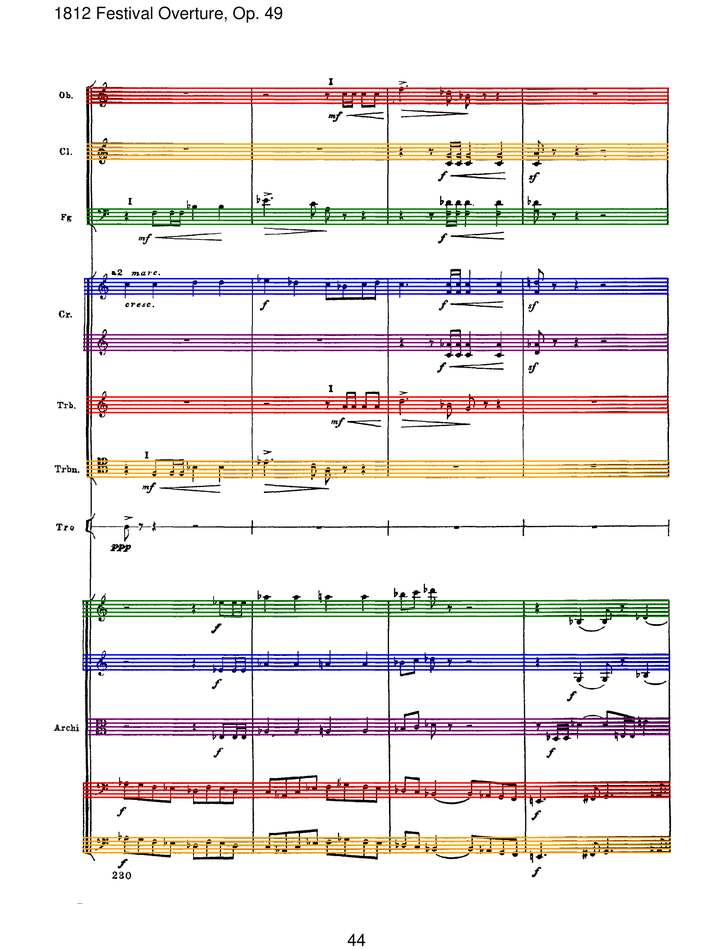 1812 Festival Overture, Op. 49
I
Ob.
mf
Cl.
f sf
I
Fg
mf f
a2 marc.
cresc. f f sf
Cr.
f sf
I
Trb.
mf
I
Trbn.
mf
Tro
ppp
f
f f
Archi
f f
f f
f f
230
44